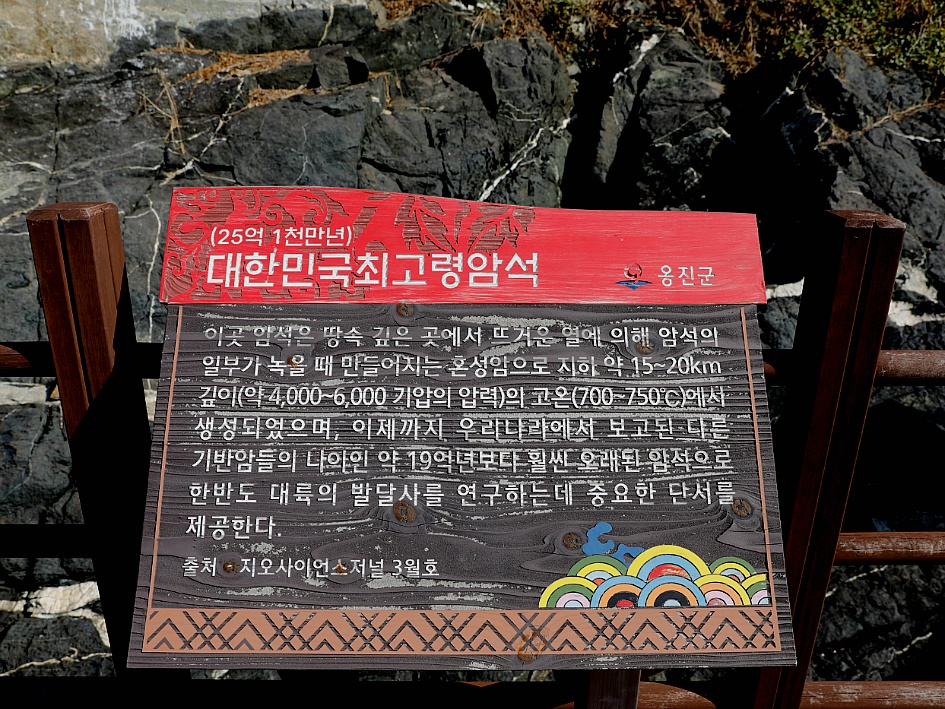 (25억 1천만년)
대한민국최고령암석
옹진군
이곳 암석은 땅속 깊은 곳에서 뜨거운 열에 의해 암석의
일부가 녹을 때 만들어지는 혼성암으로 지하 약 15~20km
깊이(약 4,000~6,000 기압의 압력)의 고온(700~750℃)에서
생성되었으며, 이제까지 우리나라에서 보고된 다른
기반암들의 나이인 약 19억년보다 훨씬 오래된 암석으로
한반도 대륙의 발달사를 연구하는데 중요한 단서를
제공한다.
출처 - 지오사이언스저널 3월호